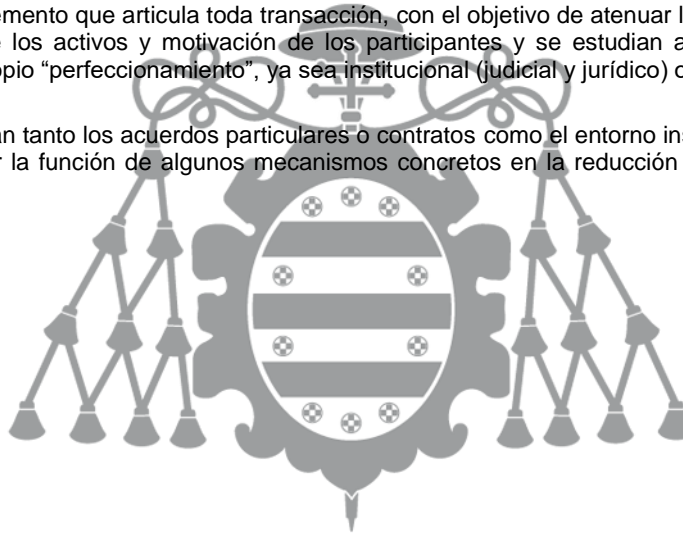 emento que articula toda transacción, con el objetivo de atenuar l
e los activos y motivación de los participantes y se estudian a
opio “perfeccionamiento”, ya sea institucional (judicial y jurídico) o
an tanto los acuerdos particulares o contratos como el entorno ins
r la función de algunos mecanismos concretos en la reducción